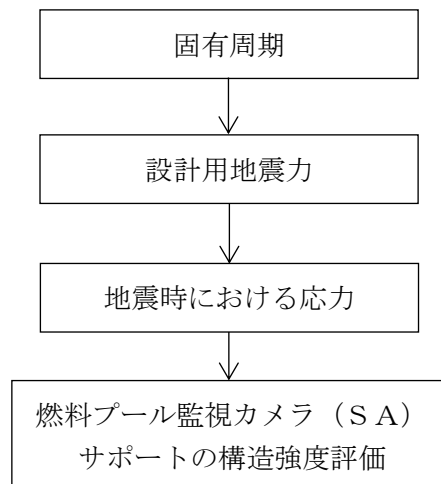 固有周期
設計用地震力
地震時における応力
燃料プール監視カメラ（ＳＡ）
サポートの構造強度評価